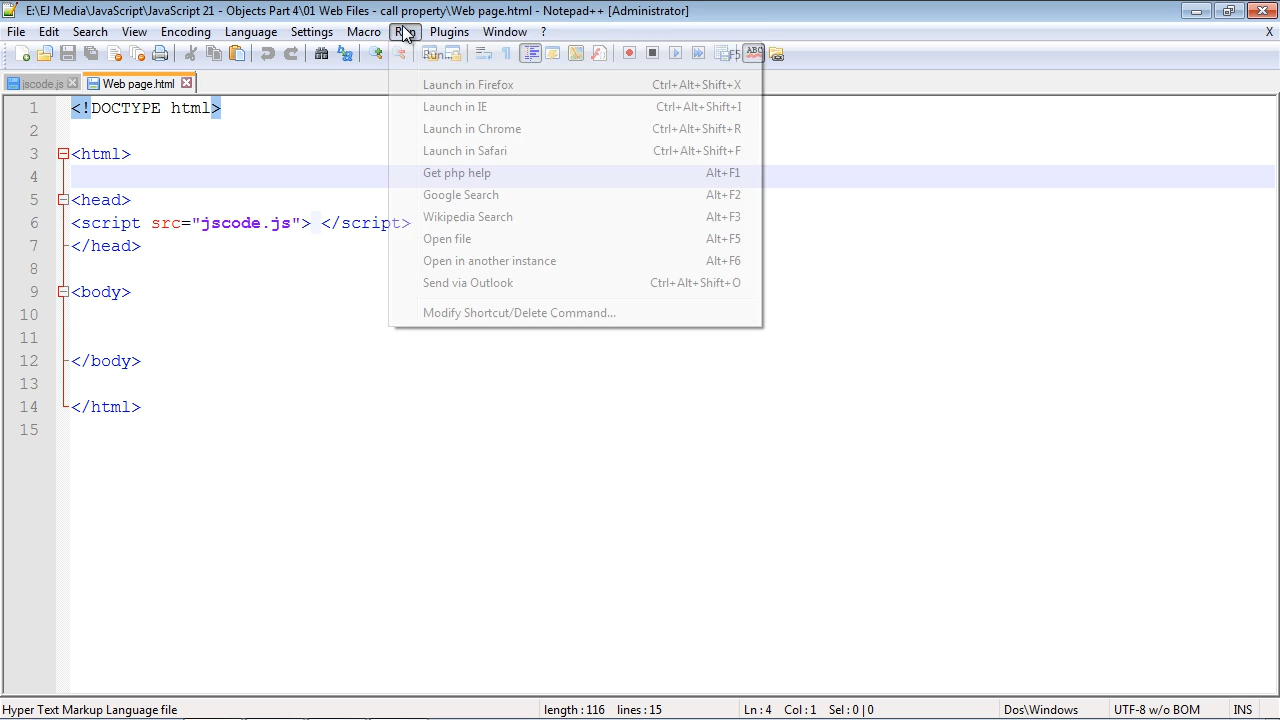 E:\EJ Media\JavaScript\JavaScript 21 - Objects Part 4\01 Web Files - call property\Web page.html - Notepad++ [Administrator]
File Edit Search View Encoding Language Settings Macro Run Plugins Window ? X
Run... F5 ABC
jscode.js Web page.html
Launch in Firefox Ctrl+Alt+Shift+X
Launch in IE Ctrl+Alt+Shift+I
Launch in Chrome Ctrl+Alt+Shift+R
Launch in Safari Ctrl+Alt+Shift+F
Get php help Alt+F1
Google Search Alt+F2
Wikipedia Search Alt+F3
Open file Alt+F5
Open in another instance Alt+F6
Send via Outlook Ctrl+Alt+Shift+O
Modify Shortcut/Delete Command...
1 <!DOCTYPE html>
2
3 <html>
4
5 <head>
6 <script src="jscode.js"> </script>
7 </head>
8
9 <body>
10
11
12 </body>
13
14 </html>
15
Hyper Text Markup Language file length : 116 lines : 15 Ln : 4 Col : 1 Sel : 0 | 0 Dos\Windows UTF-8 w/o BOM INS